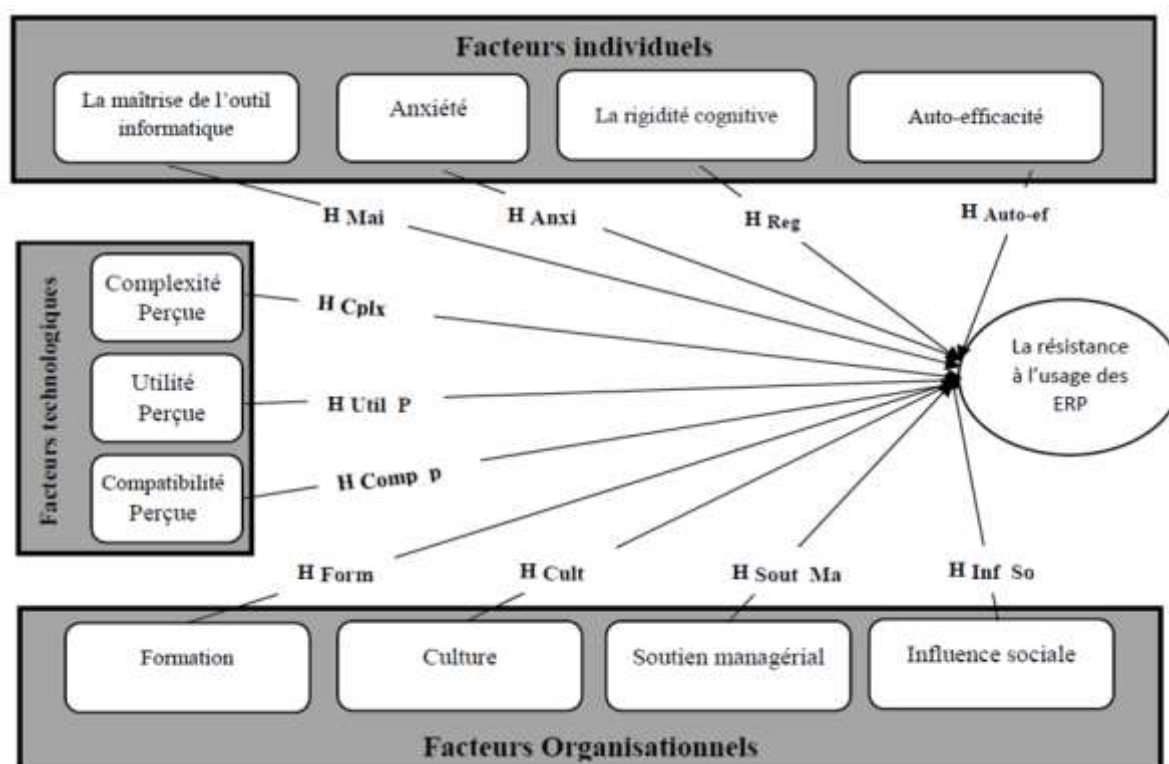 Facteurs individuels
La maîtrise de l'outil
informatique
Anxiété
La rigidité cognitive
Auto-efficacité
H Mai
H Anxi
H Reg
H Auto-ef
Facteurs technologiques
Complexité
Perçue
Utilité
Perçue
Compatibilité
Perçue
H Cplx
H Util P
H Comp p
La résistance
à l'usage des
ERP
H Form
H Cult
H Sout Ma
H Inf So
Formation
Culture
Soutien managérial
Influence sociale
Facteurs Organisationnels